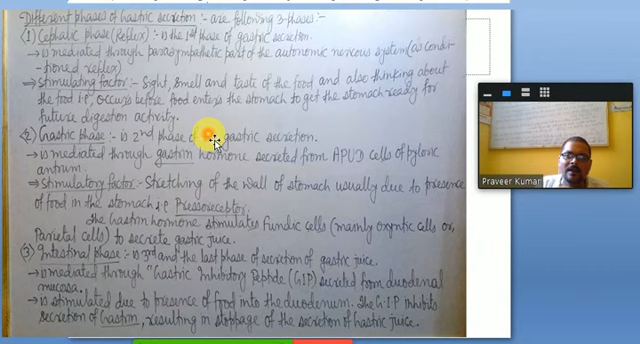 -Different phases of Gastric secretion:- are following 3-phases:-
(1) Cephalic phase (Reflex):- is the 1st phase of gastric secretion.
→ is mediated through parasympathetic part of the autonomic nervous system (as condi-
-tioned reflex)
⇒ Stimulating factor:- Sight, smell and taste of the food and also thinking about
the food i.e, occurs before food enters the stomach to get the stomach ready for
future digestion activity.
(2) Gastric phase:- is 2nd phase of gastric secretion.
→ is mediated through gastrin hormone secreted from APUD cells of pyloric
antrum.
⇒ Stimulatory factor:- Stretching of the wall of stomach usually due to presence
of food in the stomach i.e Pressoreceptor.
The Gastrin hormone stimulates Fundic cells (mainly oxyntic cells or,
Parietal cells) to secrete gastric juice.
(3) Intestinal phase:- is 3rd and the last phase of secretion of gastric juice.
→ is mediated through "Gastric Inhibitory Peptide (GIP) secreted from duodenal
mucosa.
→ is stimulated due to presence of food into the duodenum. The G.I.P inhibits
secretion of Gastrin, resulting in stoppage of the secretion of Gastric juice.
Praveer Kumar